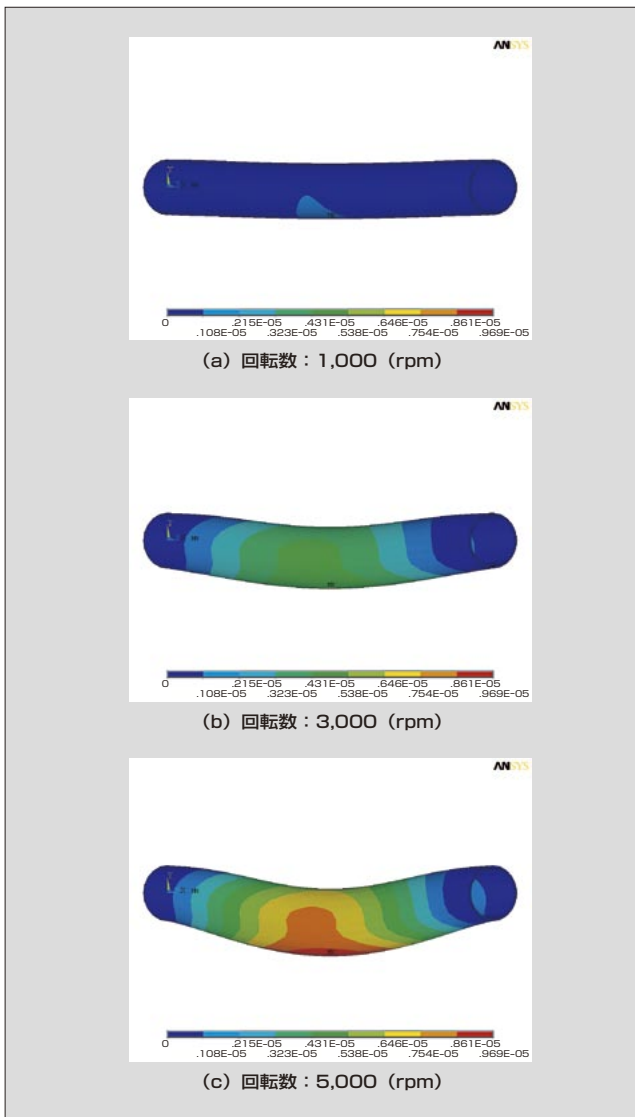 ANSYS
0 .215E-05 .431E-05 .646E-05 .861E-05
.108E-05 .323E-05 .538E-05 .754E-05 .969E-05
(a) 回転数：1,000 (rpm)
ANSYS
0 .215E-05 .431E-05 .646E-05 .861E-05
.108E-05 .323E-05 .538E-05 .754E-05 .969E-05
(b) 回転数：3,000 (rpm)
ANSYS
0 .215E-05 .431E-05 .646E-05 .861E-05
.108E-05 .323E-05 .538E-05 .754E-05 .969E-05
(c) 回転数：5,000 (rpm)